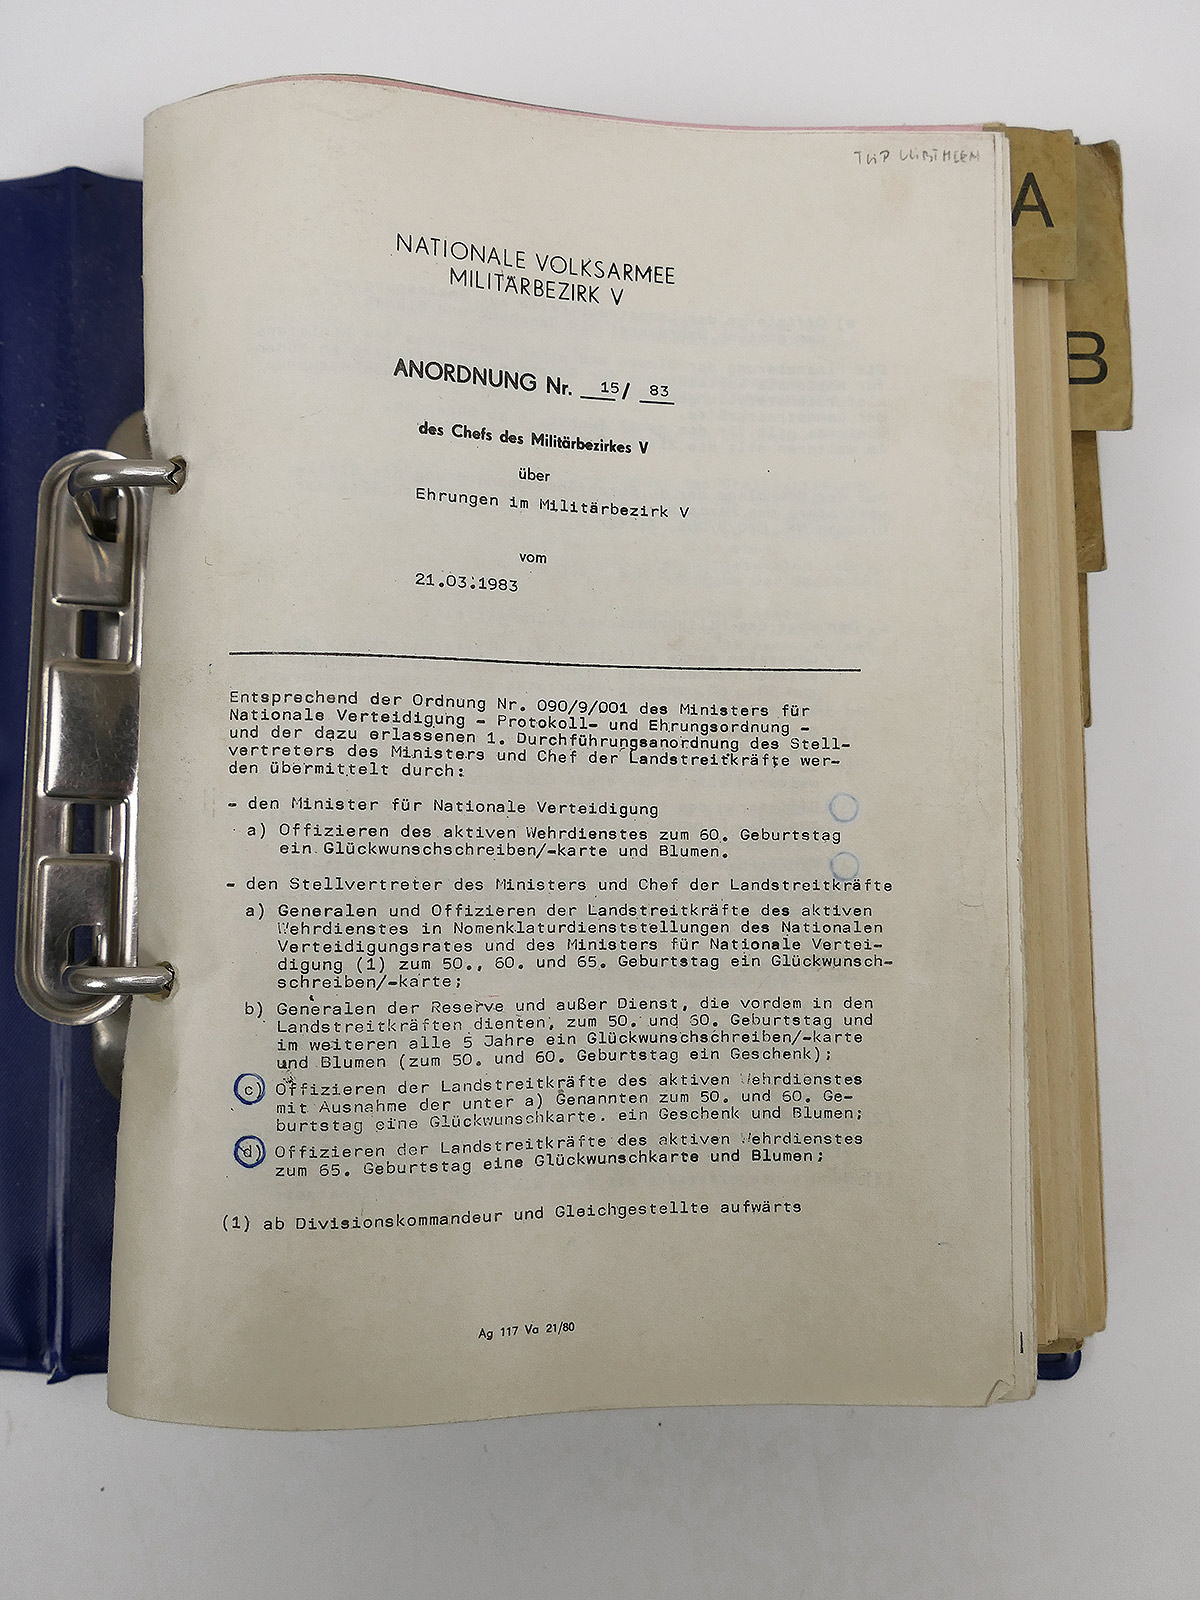 A
B
NATIONALE VOLKSARMEE
MILITÄRBEZIRK V
ANORDNUNG Nr. 15/ 83
des Chefs des Militärbezirkes V
über
Ehrungen im Militärbezirk V
vom
21.03.1983
Entsprechend der Ordnung Nr. 090/9/001 des Ministers für
Nationale Verteidigung - Protokoll- und Ehrungsordnung -
und der dazu erlassenen 1. Durchführungsanordnung des Stell-
vertreters des Ministers und Chef der Landstreitkräfte wer-
den übermittelt durch:
- den Minister für Nationale Verteidigung
a) Offizieren des aktiven Wehrdienstes zum 60. Geburtstag
ein Glückwunschschreiben/-karte und Blumen.
- den Stellvertreter des Ministers und Chef der Landstreitkräfte
a) Generalen und Offizieren der Landstreitkräfte des aktiven
Wehrdienstes in Nomenklaturdienststellungen des Nationalen
Verteidigungsrates und des Ministers für Nationale Vertei-
digung (1) zum 50., 60. und 65. Geburtstag ein Glückwunsch-
schreiben/-karte;
b) Generalen der Reserve und außer Dienst, die vordem in den
Landstreitkräften dienten, zum 50. und 60. Geburtstag und
im weiteren alle 5 Jahre ein Glückwunschschreiben/-karte
und Blumen (zum 50. und 60. Geburtstag ein Geschenk);
c) Offizieren der Landstreitkräfte des aktiven Wehrdienstes
mit Ausnahme der unter a) Genannten zum 50. und 60. Ge-
burtstag eine Glückwunschkarte. ein Geschenk und Blumen;
d) Offizieren der Landstreitkräfte des aktiven Wehrdienstes
zum 65. Geburtstag eine Glückwunschkarte und Blumen;
(1) ab Divisionskommandeur und Gleichgestellte aufwärts
Ag 117 Va 21/80